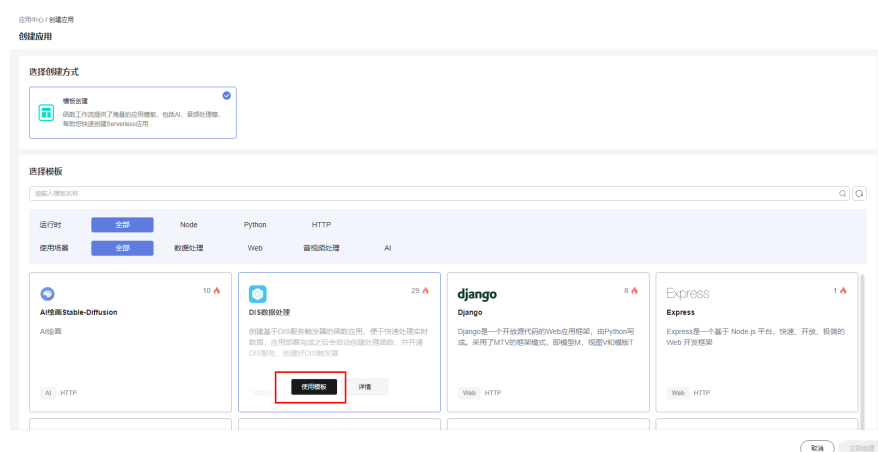 应用中心 / 创建应用
创建应用
选择创建方式
模板创建
函数工作流提供了海量的应用模板，包括AI、音频处理等，
帮助您快速创建Serverless应用
选择模板
请输入模板名称
运行时 全部 Node Python HTTP
使用场景 全部 数据处理 Web 音视频处理 AI
10
AI绘画Stable-Diffusion
AI绘画
AI HTTP
29
DIS数据处理
创建基于DIS服务触发器的函数应用，便于快速处理实时
数据，应用部署完成之后会自动创建处理函数，并开通
DIS服务，创建好DIS触发器
使用模板 详情
django 8
Django
Django是一个开放源代码的Web应用框架，由Python写
成。采用了MTV的框架模式，即模型M，视图V和模版T
Web HTTP
Express 1
Express
Express是一个基于 Node.js 平台，快速、开放、极简的
Web 开发框架
Web HTTP
取消 立即创建